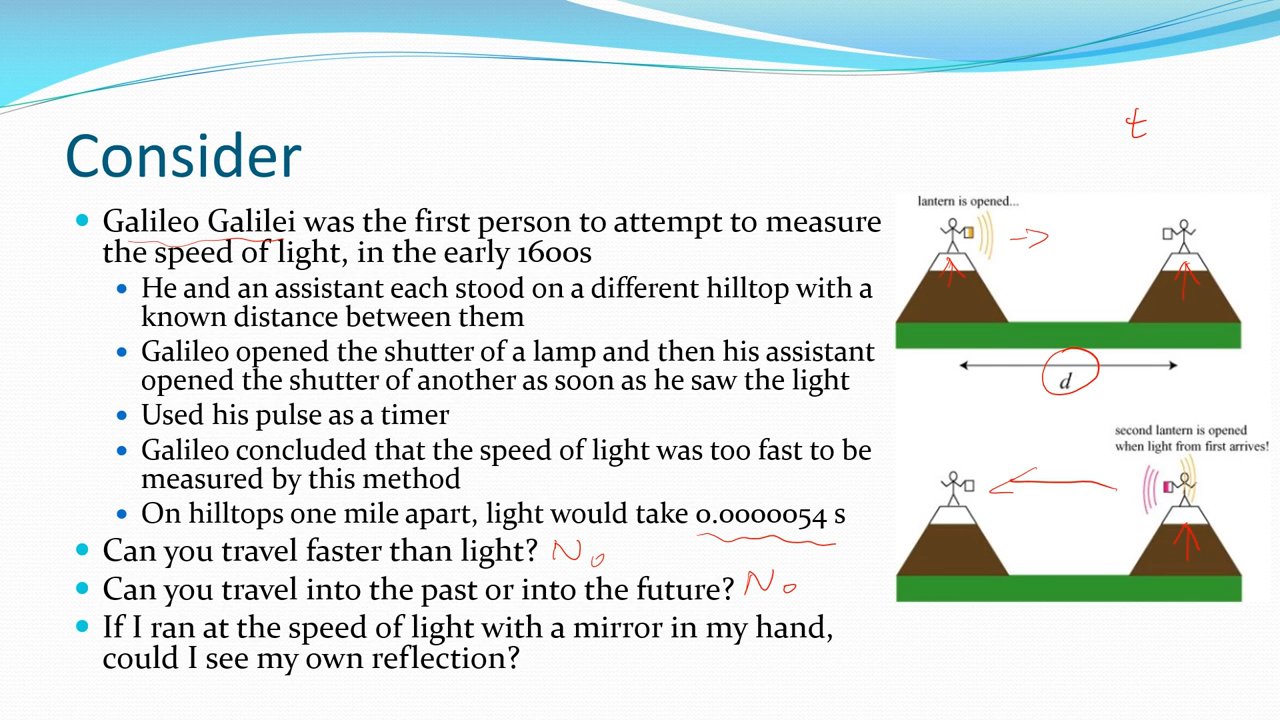 t
Consider
Galileo Galilei was the first person to attempt to measure
the speed of light, in the early 1600s
He and an assistant each stood on a different hilltop with a
known distance between them
Galileo opened the shutter of a lamp and then his assistant
opened the shutter of another as soon as he saw the light
Used his pulse as a timer
Galileo concluded that the speed of light was too fast to be
measured by this method
On hilltops one mile apart, light would take 0.0000054 s
Can you travel faster than light? No
Can you travel into the past or into the future? No
If I ran at the speed of light with a mirror in my hand,
could I see my own reflection?
lantern is opened...
d
second lantern is opened
when light from first arrives!